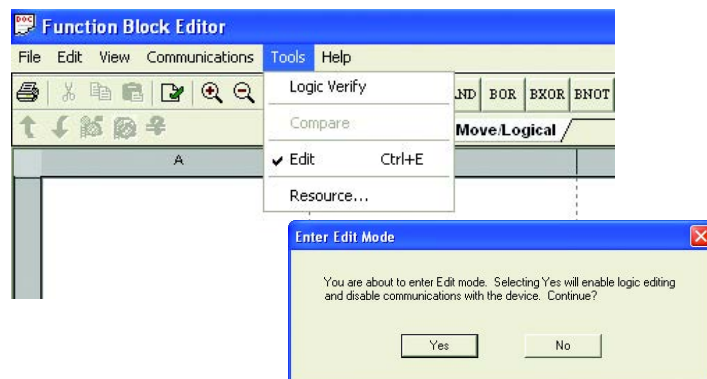 DOC
Function Block Editor
File Edit View Communications Tools Help
Logic Verify
Compare
Edit Ctrl+E
Resource...
BOR BXOR BNOT
Move/Logical
A
Enter Edit Mode
You are about to enter Edit mode. Selecting Yes will enable logic editing
and disable communications with the device. Continue?
Yes No